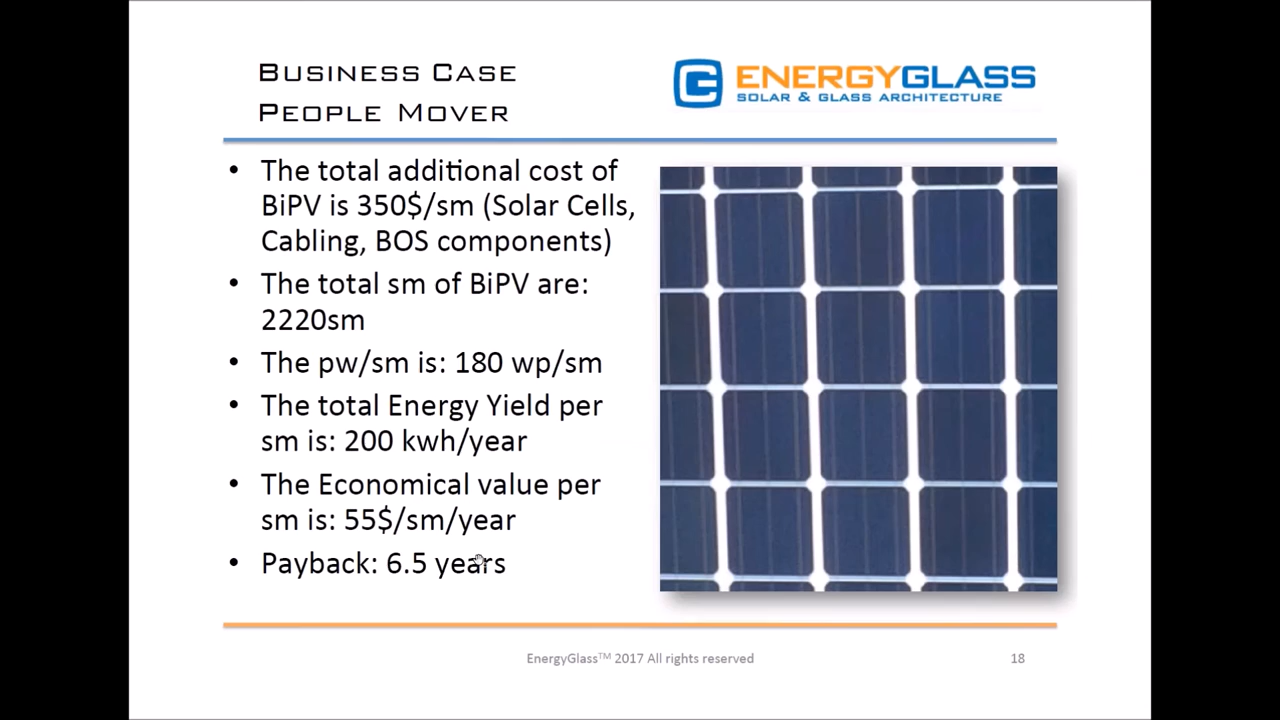 BUSINESS CASE
PEOPLE MOVER
ENERGYGLASS
SOLAR & GLASS ARCHITECTURE
• The total additional cost of
BiPV is 350$/sm (Solar Cells,
Cabling, BOS components)
• The total sm of BiPV are:
2220sm
• The pw/sm is: 180 wp/sm
• The total Energy Yield per
sm is: 200 kwh/year
• The Economical value per
sm is: 55$/sm/year
• Payback: 6.5 years
EnergyGlass™ 2017 All rights reserved
18